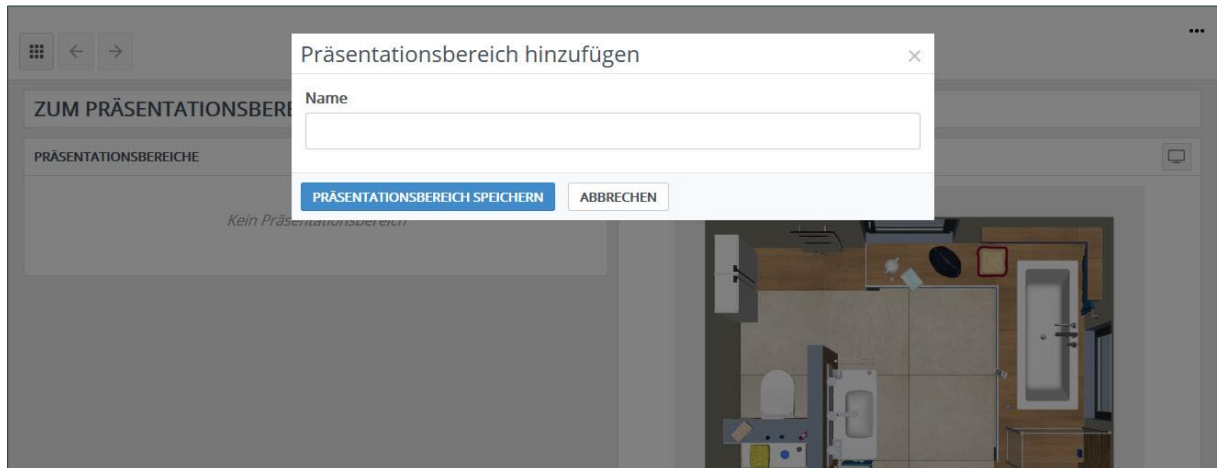 Präsentationsbereich hinzufügen
ZUM PRÄSENTATIONSBERE
Name
PRÄSENTATIONSBEREICHE
PRÄSENTATIONSBEREICH SPEICHERN
ABBRECHEN
Kein Präsentationsbereich